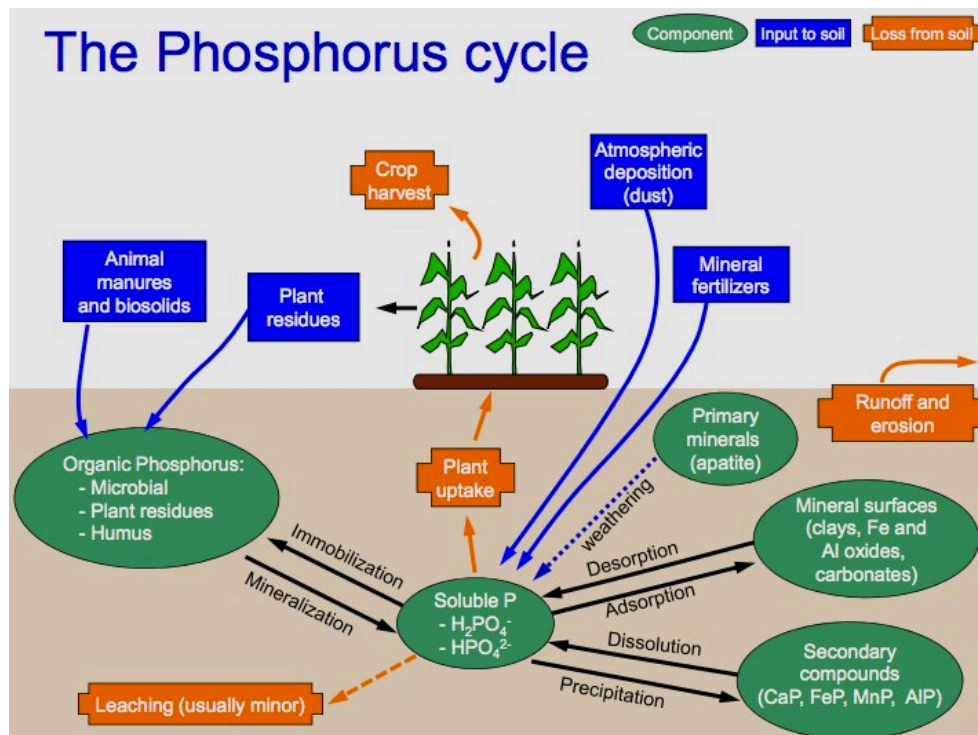 The Phosphorus cycle
Component
Input to soil
Loss from soil
Atmospheric
deposition
(dust)
Crop
harvest
Animal
manures
and biosolids
Plant
residues
Mineral
fertilizers
Runoff and
erosion
Primary
minerals
(apatite)
Organic Phosphorus:
- Microbial
- Plant residues
- Humus
Plant
uptake
weathering
Mineral surfaces
(clays, Fe and
Al oxides,
carbonates)
Immobilization
Mineralization
Desorption
Adsorption
Soluble P
- H₂PO₄⁻
- HPO₄²⁻
Dissolution
Precipitation
Secondary
compounds
(CaP, FeP, MnP, AlP)
Leaching (usually minor)